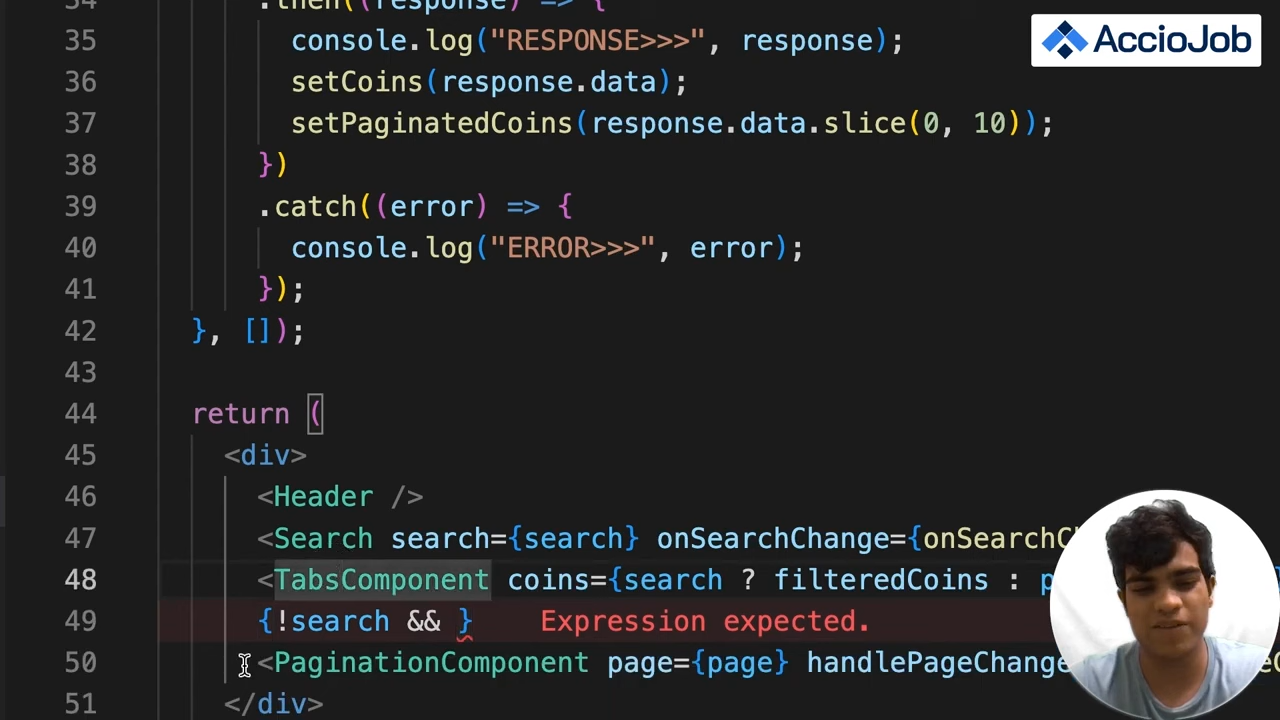 34 .then((response) => {
AccioJob
35 console.log("RESPONSE>>>", response);
36 setCoins(response.data);
37 setPaginatedCoins(response.data.slice(0, 10));
38 })
39 .catch((error) => {
40 console.log("ERROR>>>", error);
41 });
42 }, []);
43
44 return (
45 <div>
46 <Header />
47 <Search search={search} onSearchChange={onSearchC
48 <TabsComponent coins={search ? filteredCoins : p
49 {!search && } Expression expected.
50 <PaginationComponent page={page} handlePageChange
51 </div>